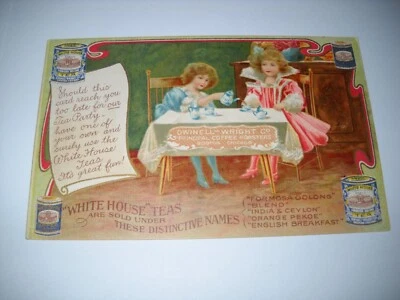 Should this
card reach you
too late for our
Tea Party-
have one of
your own and
surely use the
White House
Teas.
It's great fun!
DWINELL-WRIGHT CO.
PRINCIPAL COFFEE ROASTERS
BOSTON CHICAGO
"WHITE HOUSE" TEAS
ARE SOLD UNDER
THESE DISTINCTIVE NAMES
"FORMOSA-OOLONG"
"BLEND"
"INDIA & CEYLON"
"ORANGE PEKOE"
"ENGLISH BREAKFAST"